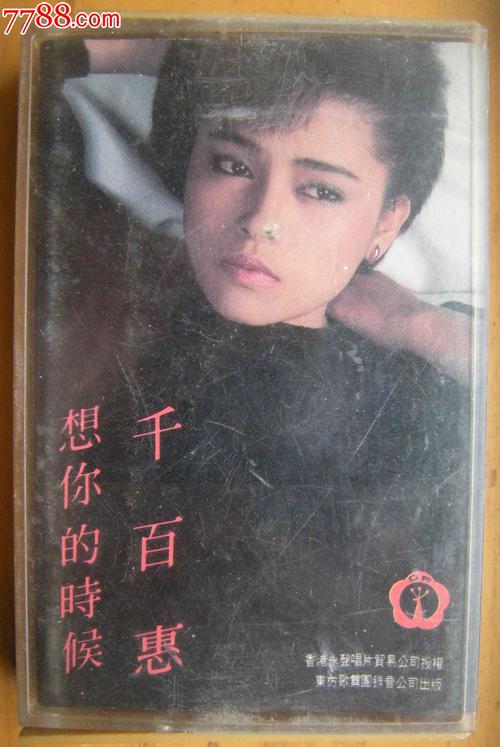 7788.com
千百惠
想你的時候
DF
香港永聲唱片貿易公司授權
東方歌舞團錄音公司出版